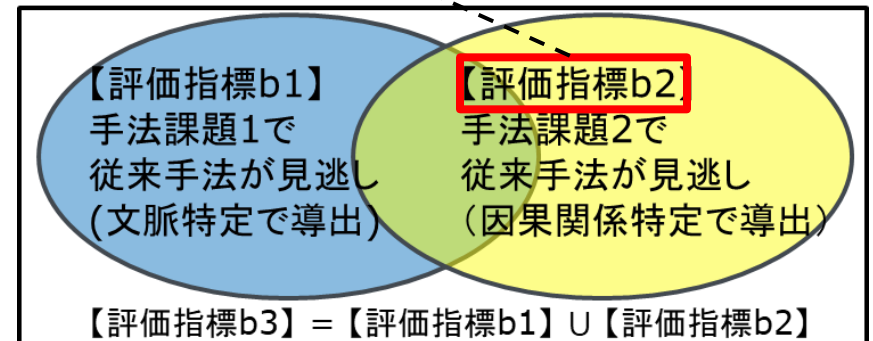 【評価指標b1】
手法課題1で
従来手法が見逃し
(文脈特定で導出)
【評価指標b2】
手法課題2で
従来手法が見逃し
（因果関係特定で導出）
【評価指標b3】=【評価指標b1】∪【評価指標b2】